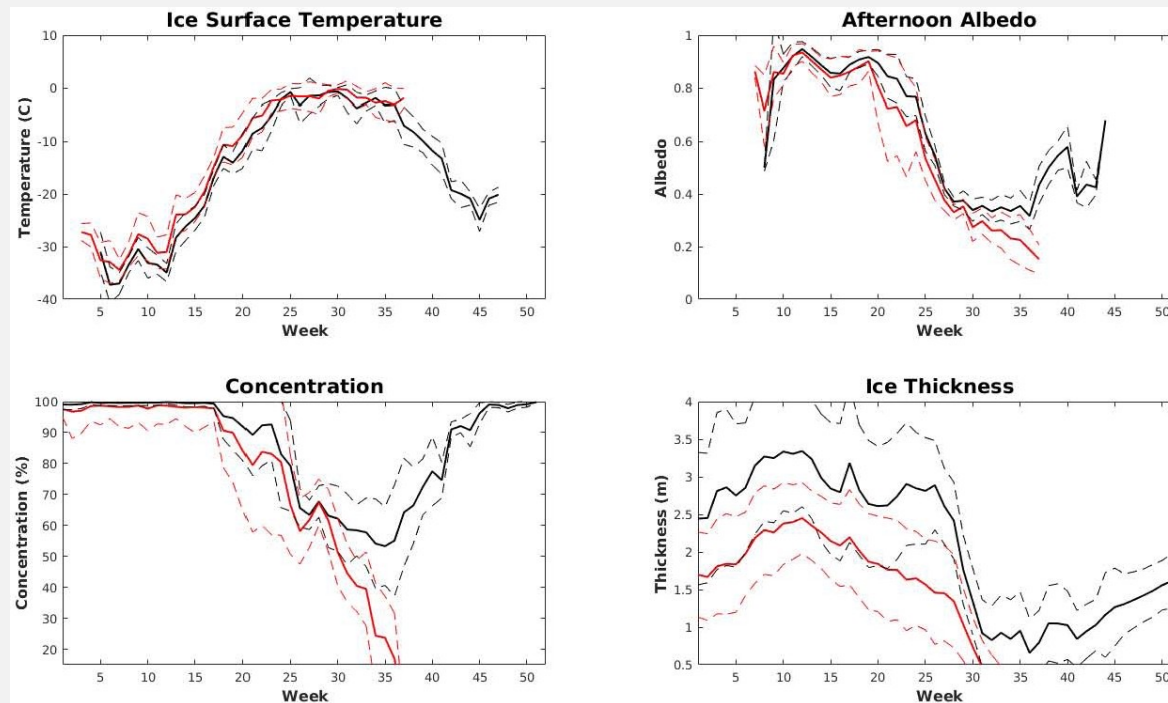 Ice Surface Temperature
Temperature (C)
10
0
-10
-20
-30
-40
5 10 15 20 25 30 35 40 45 50
Week
Afternoon Albedo
Albedo
1
0.8
0.6
0.4
0.2
0
5 10 15 20 25 30 35 40 45 50
Week
Concentration
Concentration (%)
100
90
80
70
60
50
40
30
20
5 10 15 20 25 30 35 40 45 50
Week
Ice Thickness
Thickness (m)
4
3.5
3
2.5
2
1.5
1
0.5
5 10 15 20 25 30 35 40 45 50
Week